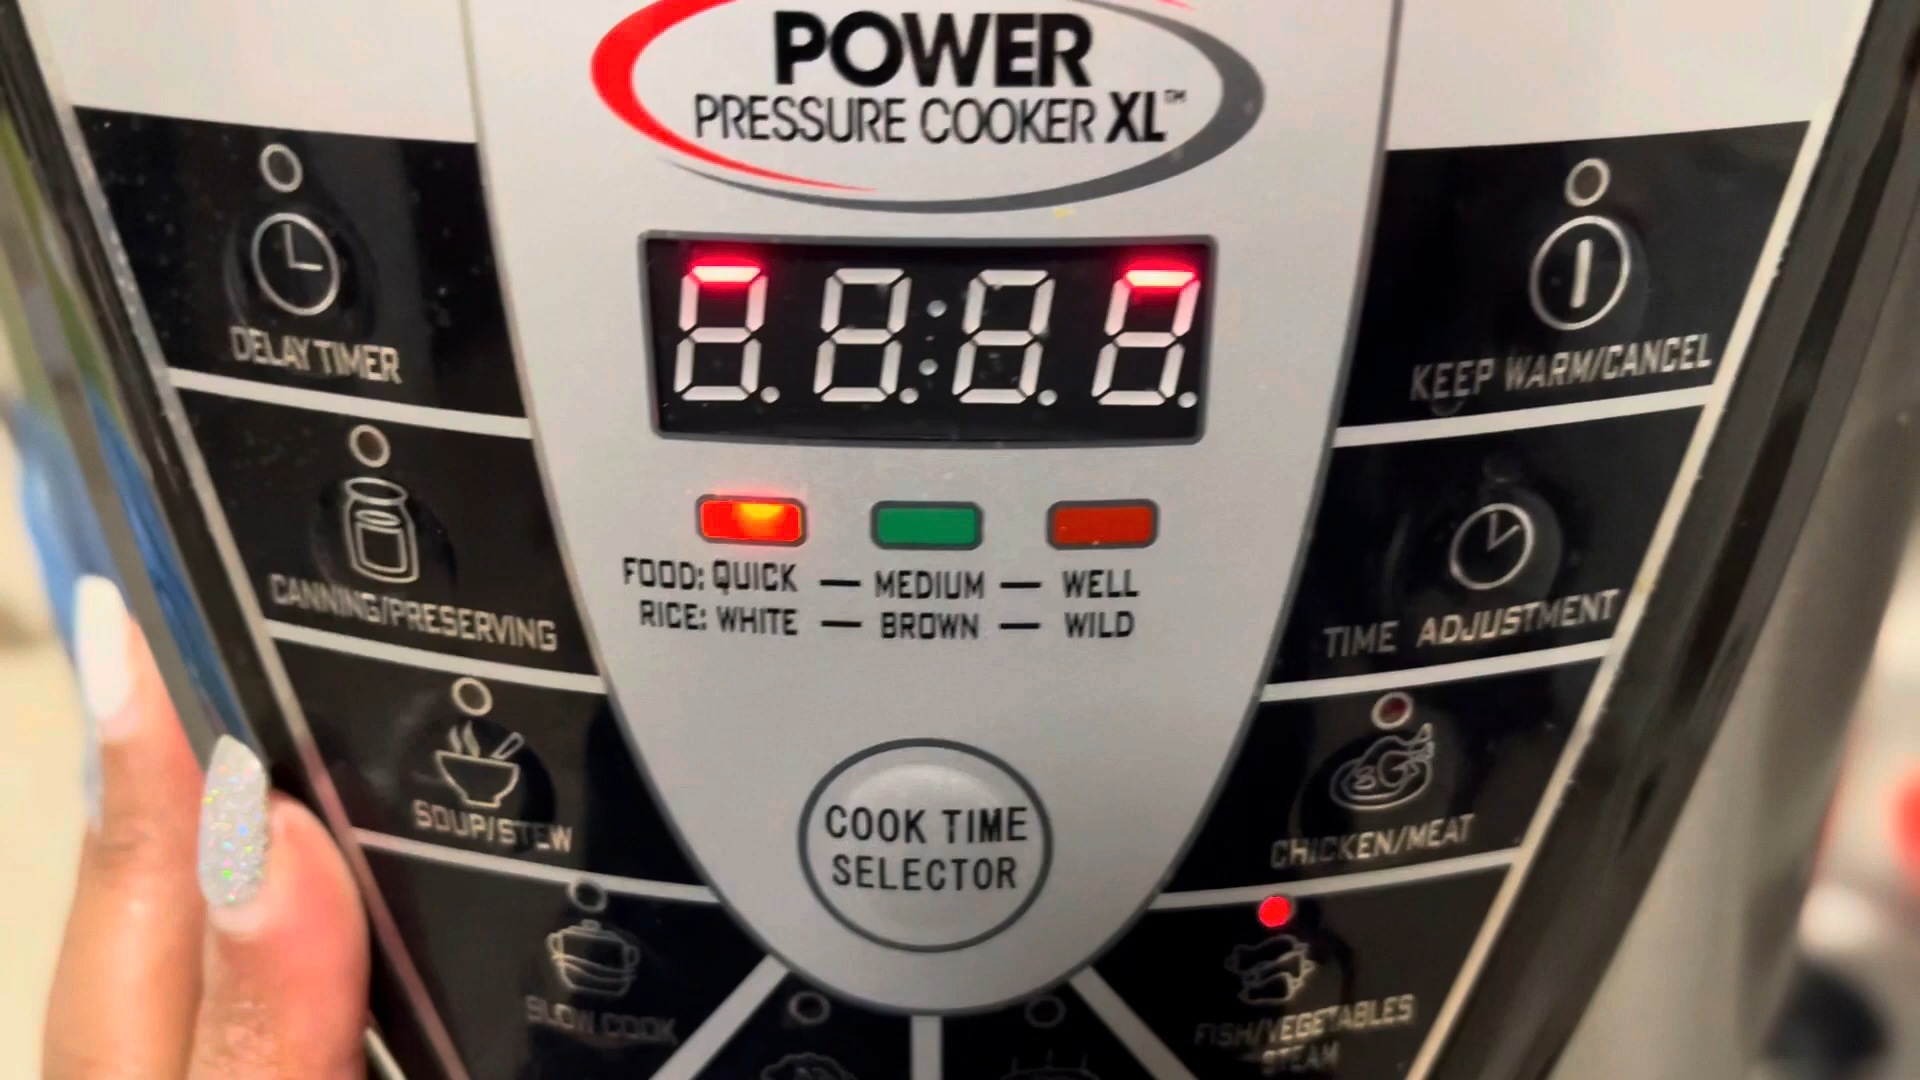 POWER
PRESSURE COOKER XL™
DELAY TIMER
KEEP WARM/CANCEL
CANNING/PRESERVING
TIME ADJUSTMENT
FOOD: QUICK — MEDIUM — WELL
RICE: WHITE — BROWN — WILD
SOUP/STEW
CHICKEN/MEAT
COOK TIME
SELECTOR
SLOW COOK
FISH/VEGETABLES
STEAM